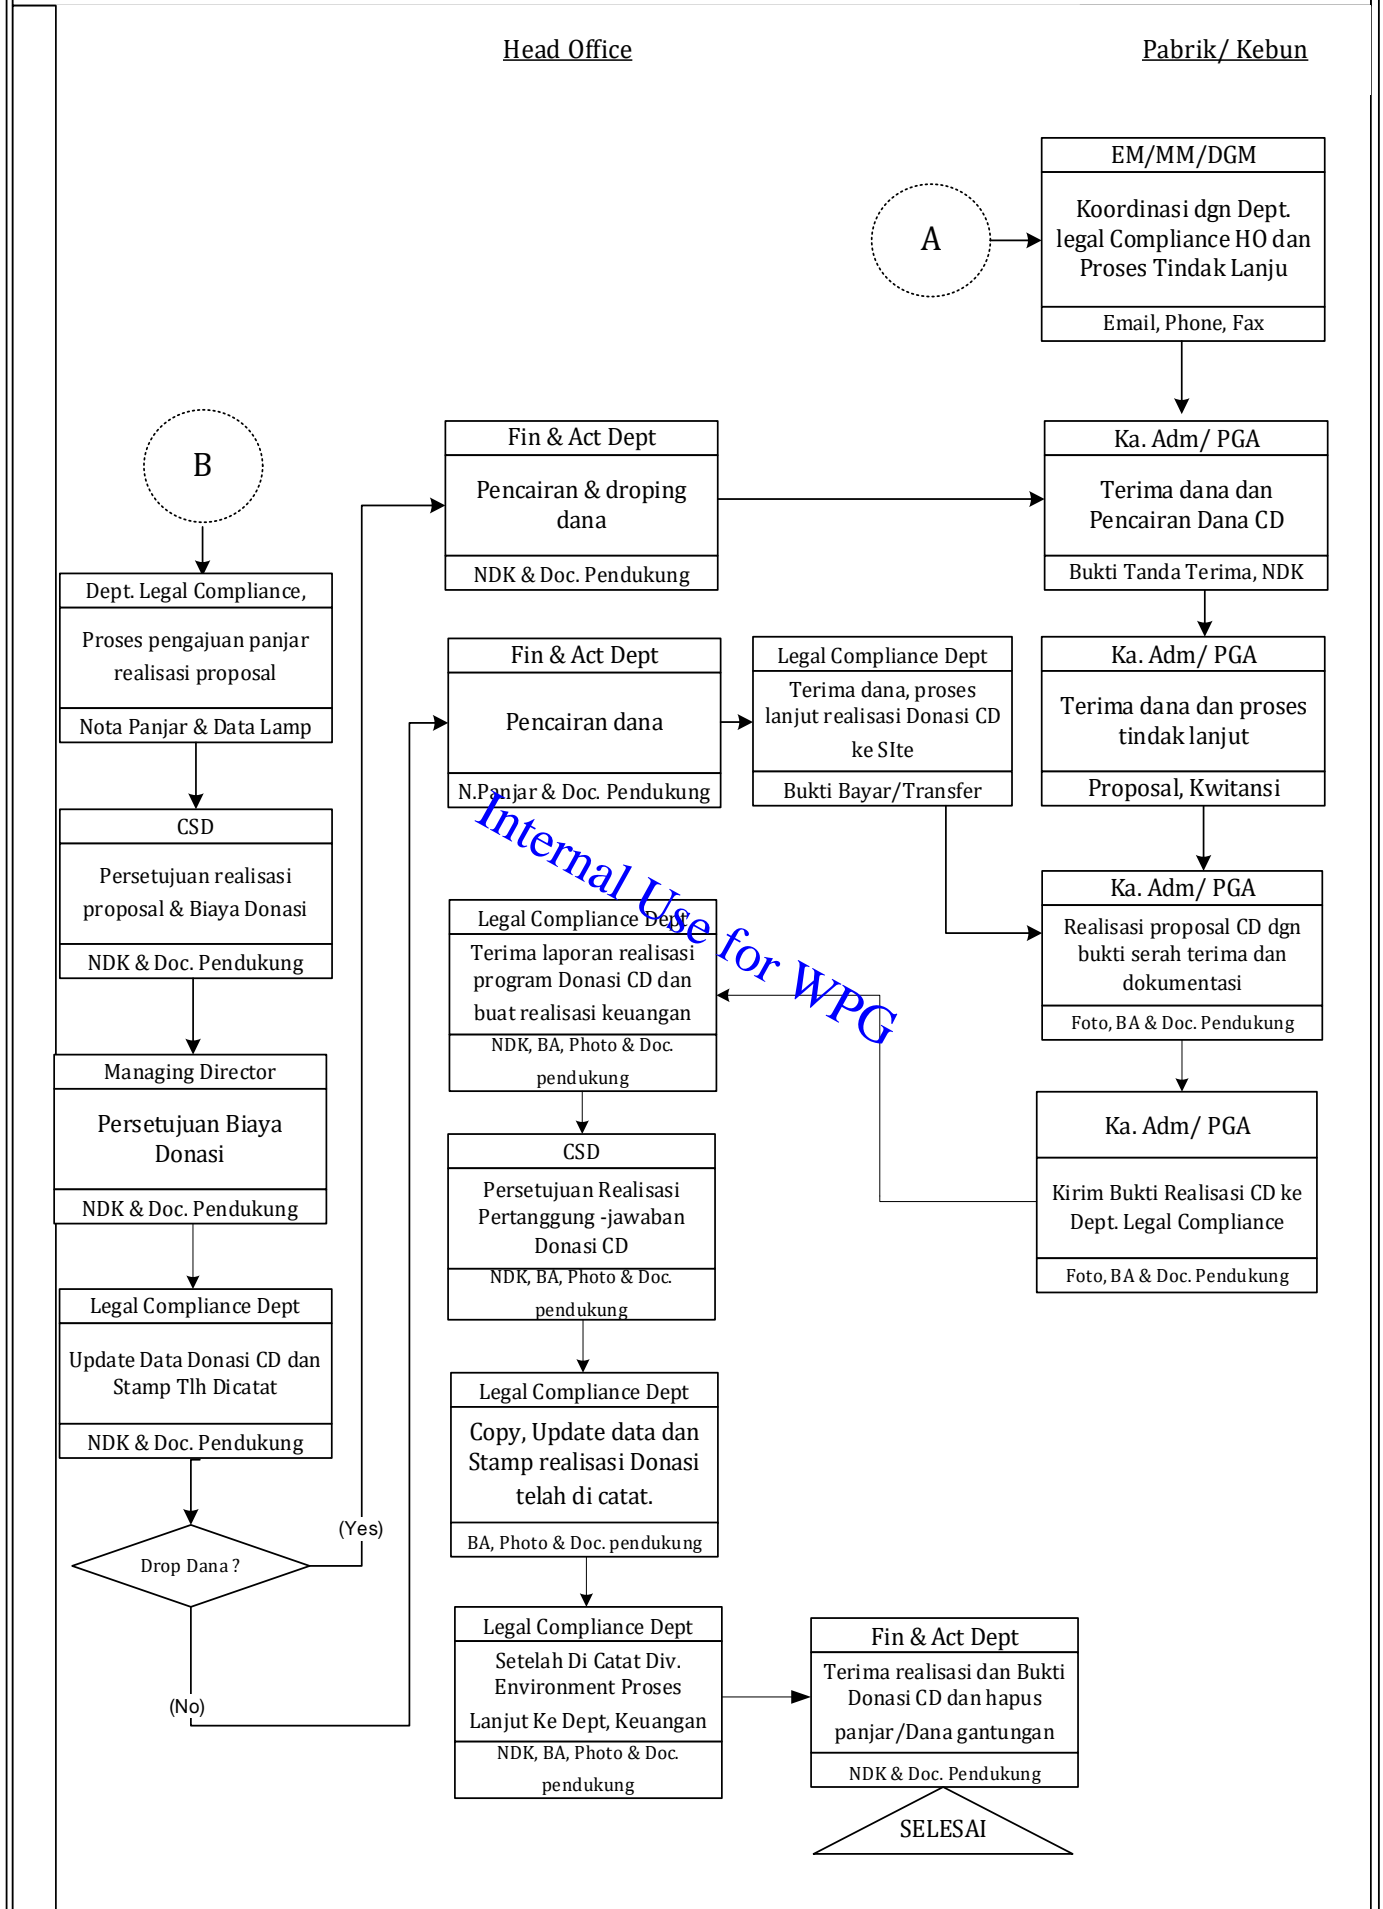 Head Office
Pabrik/ Kebun
A
EM/MM/DGM
Koordinasi dgn Dept.
legal Compliance HO dan
Proses Tindak Lanju
Email, Phone, Fax
B
Dept. Legal Compliance,
Proses pengajuan panjar
realisasi proposal
Nota Panjar & Data Lamp
CSD
Persetujuan realisasi
proposal & Biaya Donasi
NDK & Doc. Pendukung
Managing Director
Persetujuan Biaya
Donasi
NDK & Doc. Pendukung
Legal Compliance Dept
Update Data Donasi CD dan
Stamp Tlh Dicatat
NDK & Doc. Pendukung
Drop Dana ?
(Yes)
(No)
Fin & Act Dept
Pencairan & droping
dana
NDK & Doc. Pendukung
Ka. Adm/ PGA
Terima dana dan
Pencairan Dana CD
Bukti Tanda Terima, NDK
Fin & Act Dept
Pencairan dana
N.Panjar & Doc. Pendukung
Legal Compliance Dept
Terima dana, proses
lanjut realisasi Donasi CD
ke SIte
Bukti Bayar/Transfer
Ka. Adm/ PGA
Terima dana dan proses
tindak lanjut
Proposal, Kwitansi
Ka. Adm/ PGA
Realisasi proposal CD dgn
bukti serah terima dan
dokumentasi
Foto, BA & Doc. Pendukung
Ka. Adm/ PGA
Kirim Bukti Realisasi CD ke
Dept. Legal Compliance
Foto, BA & Doc. Pendukung
Internal Use for WPG
Legal Compliance Dept
Terima laporan realisasi
program Donasi CD dan
buat realisasi keuangan
NDK, BA, Photo & Doc.
pendukung
CSD
Persetujuan Realisasi
Pertanggung -jawaban
Donasi CD
NDK, BA, Photo & Doc.
pendukung
Legal Compliance Dept
Copy, Update data dan
Stamp realisasi Donasi
telah di catat.
BA, Photo & Doc. pendukung
Legal Compliance Dept
Setelah Di Catat Div.
Environment Proses
Lanjut Ke Dept, Keuangan
NDK, BA, Photo & Doc.
pendukung
Fin & Act Dept
Terima realisasi dan Bukti
Donasi CD dan hapus
panjar/Dana gantungan
NDK & Doc. Pendukung
SELESAI